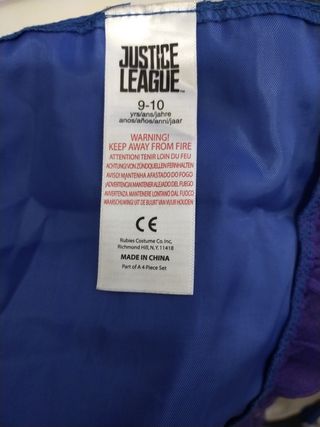 JUSTICE
LEAGUE
9-10
yrs/ans/jahre
anos/años/anni/jaar
WARNING!
KEEP AWAY FROM FIRE
ATTENTION! TENIR LOIN DU FEU
ACHTUNG! VON ZÜNDQUELLEN FERNHALTEN
AVISO! MANTENHA AFASTADO DO FOGO
¡ADVERTENCIA! MANTENER ALEJADO DEL FUEGO
AVVERTENZA. MANTENERE LONTANO DAL FUOCO
WAARSCHUWING! UIT DE BUURT VAN VUUR HOUDEN
CE
Rubies Costume Co. Inc.
Richmond Hill, N.Y. 11418
MADE IN CHINA
Part of A 4 Piece Set